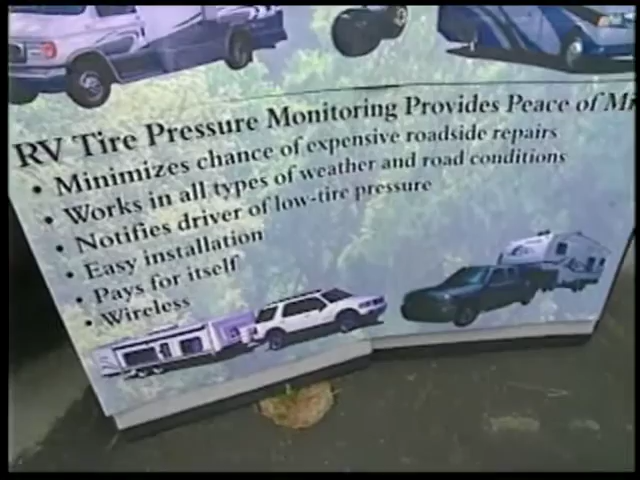 RV Tire Pressure Monitoring Provides Peace of Mi
• Minimizes chance of expensive roadside repairs
• Works in all types of weather and road conditions
• Notifies driver of low-tire pressure
• Easy installation
• Pays for itself
• Wireless